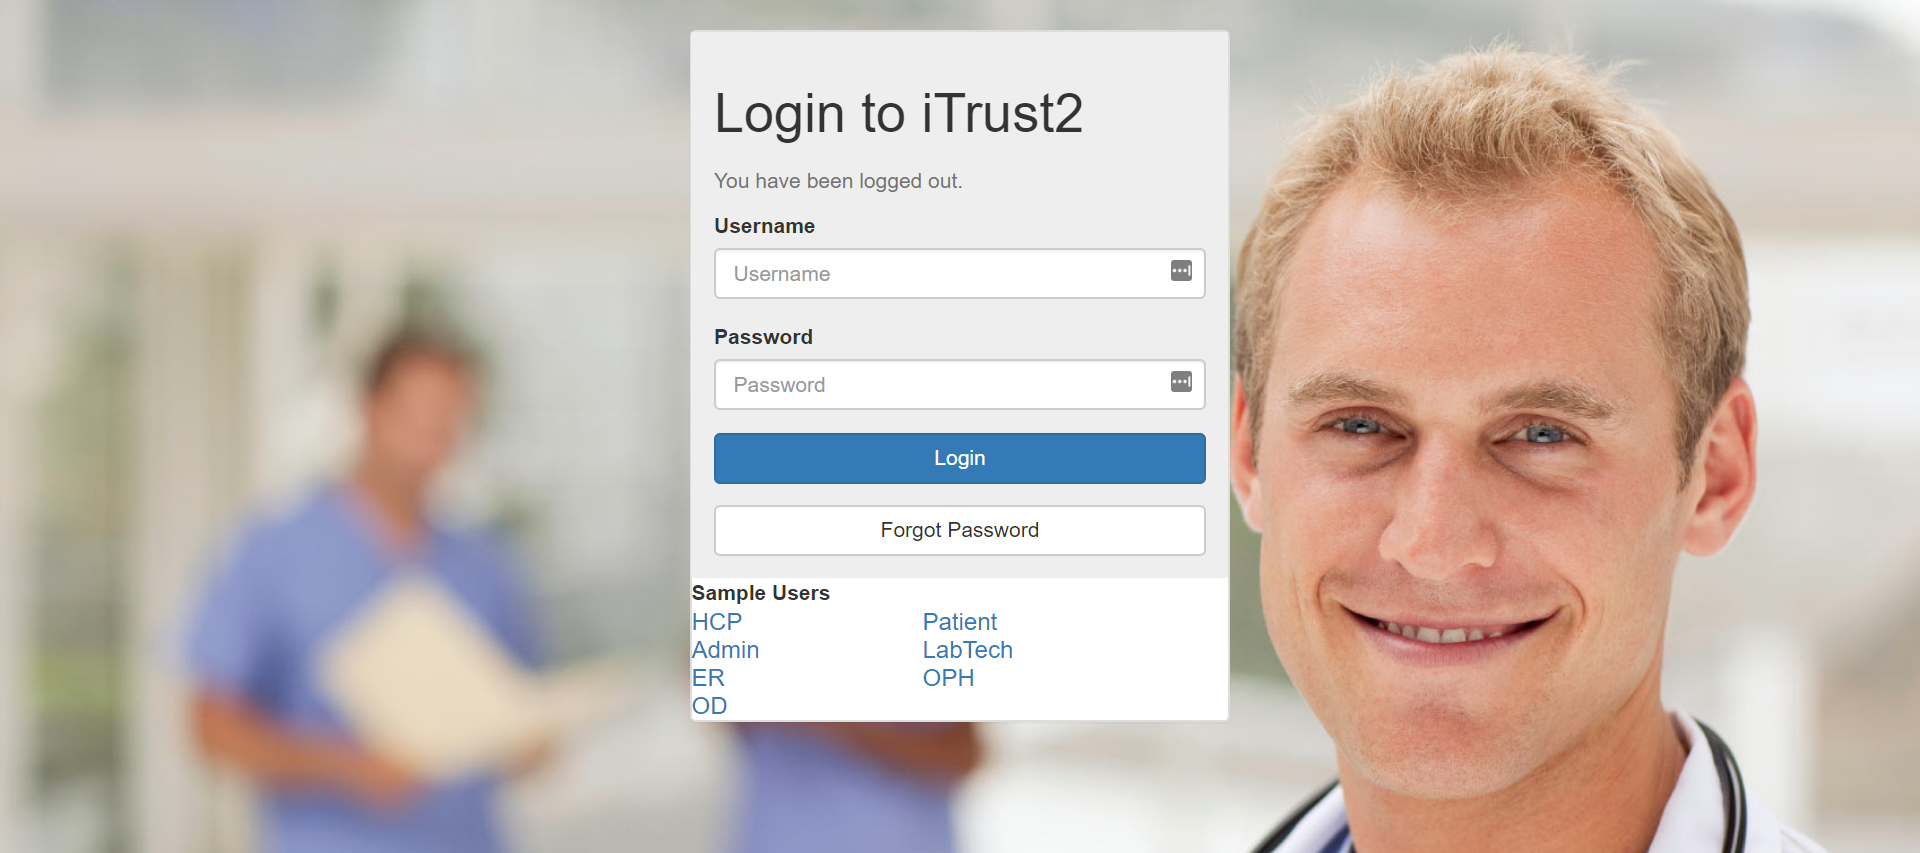 Login to iTrust2
You have been logged out.
Username
Username
Password
Password
Login
Forgot Password
Sample Users
HCP Patient
Admin LabTech
ER OPH
OD